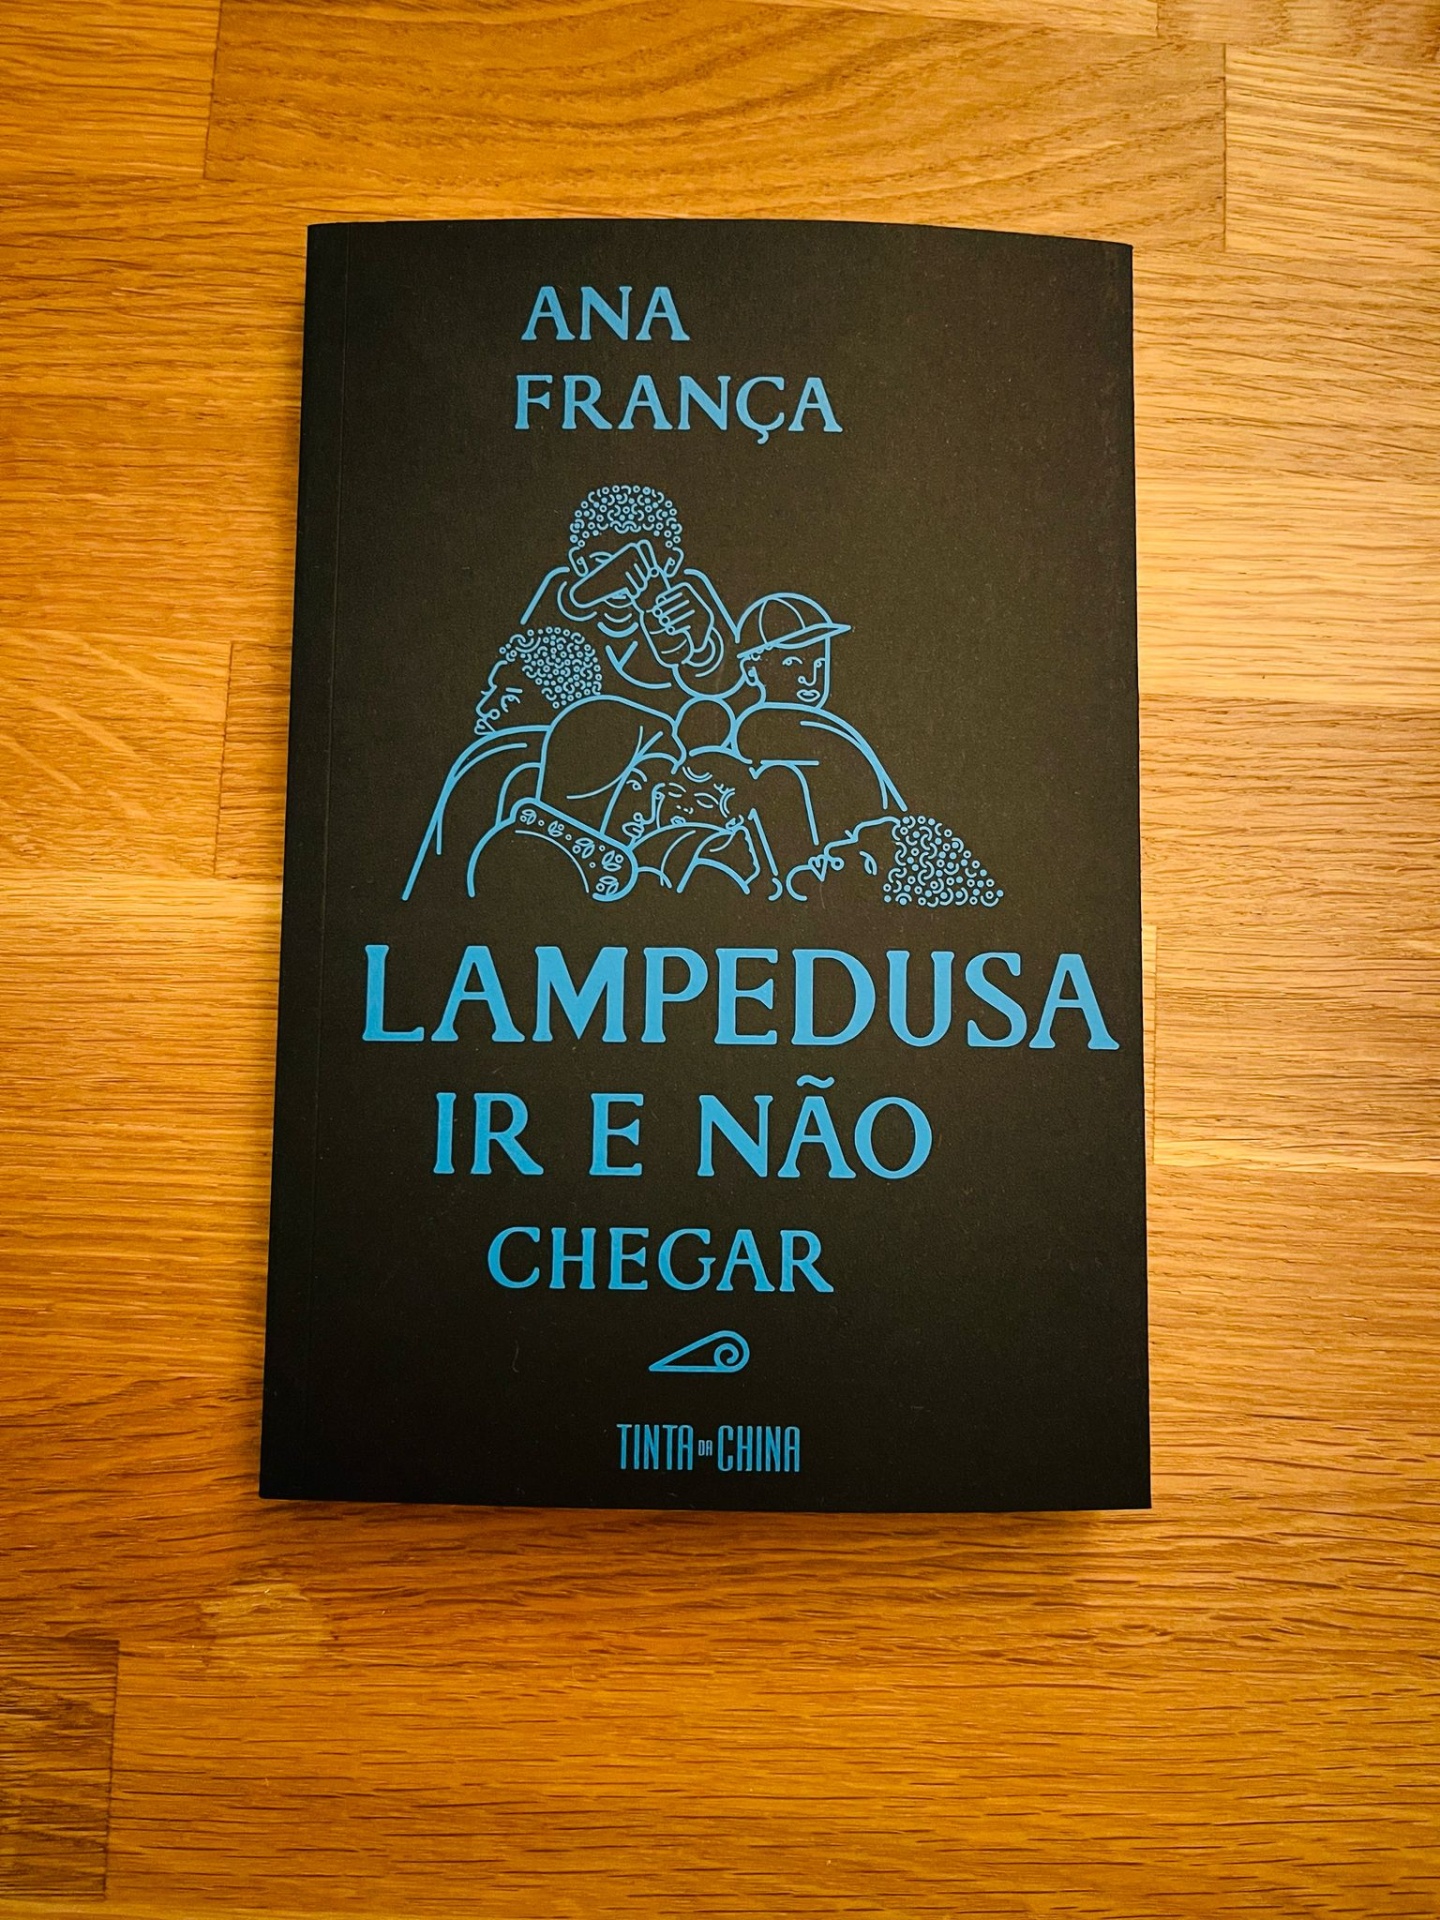 ANA
FRANÇA
LAMPEDUSA
IR E NÃO
CHEGAR
TINTA DA CHINA